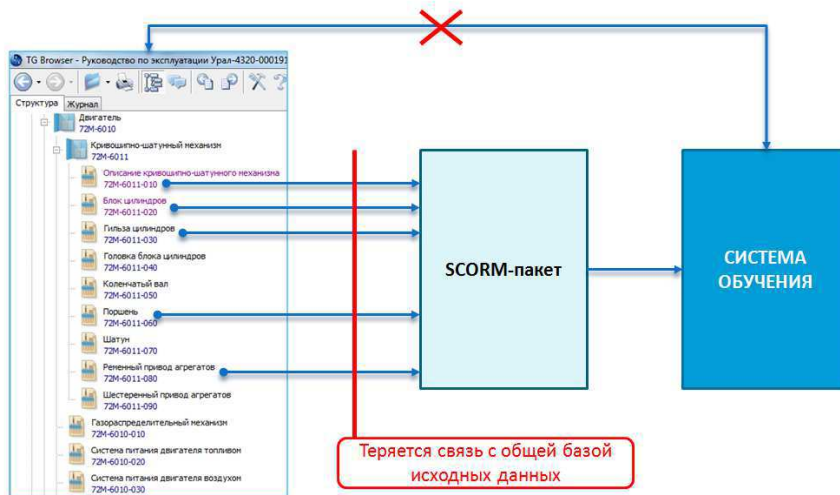 TG Browser - Руководство по эксплуатации Урал-4320-000191
Структура Журнал
Двигатель
72М-6010
Кривошипно-шатунный механизм
72М-6011
Описание кривошипно-шатунного механизма
72М-6011-010
Блок цилиндров
72М-6011-020
Гильза цилиндров
72М-6011-030
Головка блока цилиндров
72М-6011-040
Коленчатый вал
72М-6011-050
Поршень
72М-6011-060
Шатун
72М-6011-070
Ременный привод агрегатов
72М-6011-080
Шестеренный привод агрегатов
72М-6011-090
Газораспределительный механизм
72М-6010-010
Система питания двигателя топливом
72М-6010-020
Система питания двигателя воздухом
72М-6010-030
SCORM-пакет
СИСТЕМА
ОБУЧЕНИЯ
Теряется связь с общей базой
исходных данных